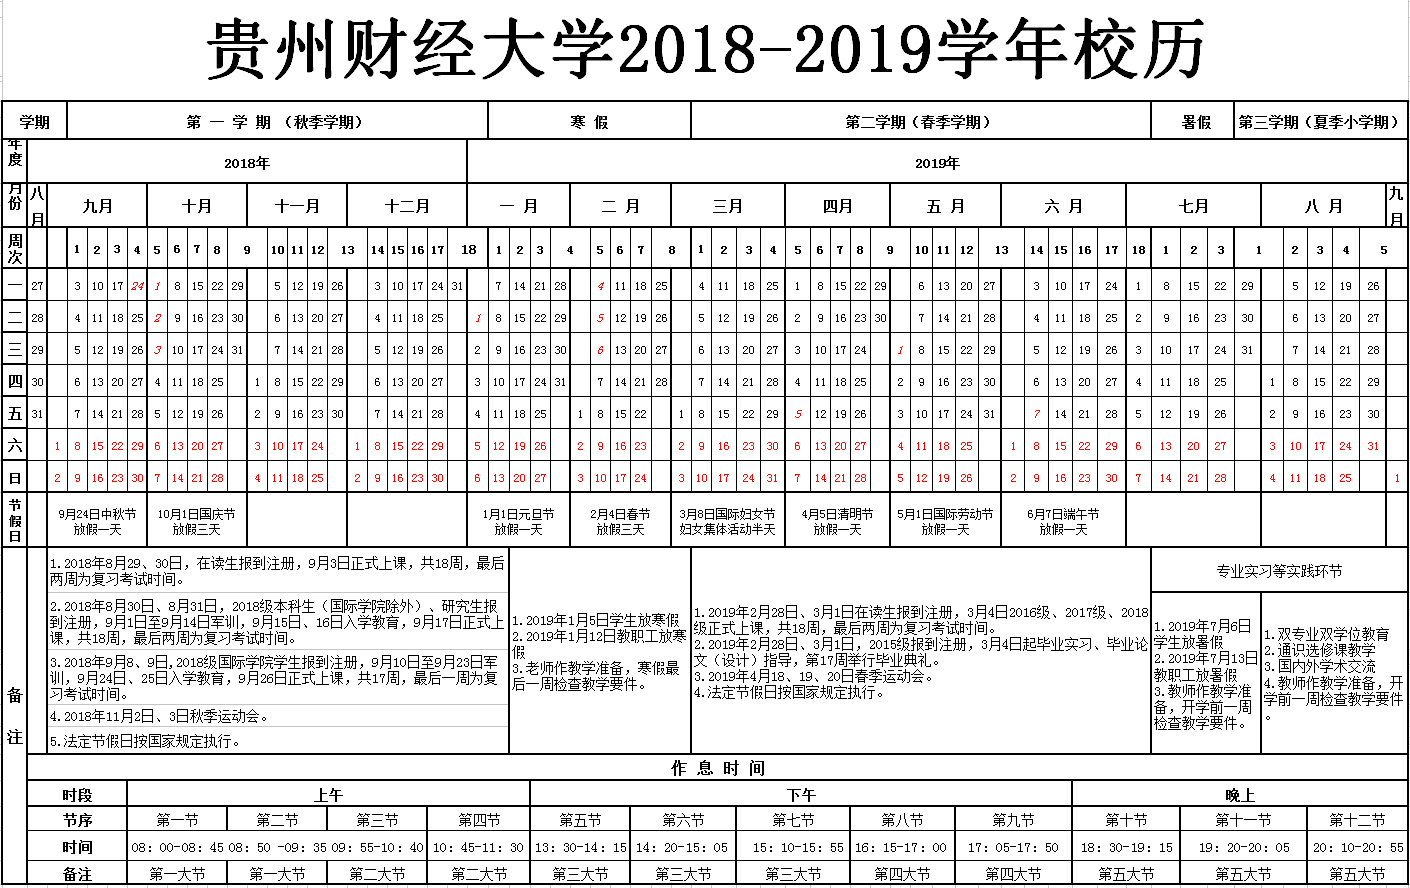 贵州财经大学2018-2019学年校历
学期 第 一 学 期 （秋季学期） 寒 假 第二学期（春季学期） 暑假 第三学期（夏季小学期）
年度 2018年 2019年
月份 八月 九月 十月 十一月 十二月 一 月 二 月 三月 四月 五 月 六 月 七月 八 月 九月
周次 1 2 3 4 5 6 7 8 9 10 11 12 13 14 15 16 17 18 1 2 3 4 5 6 7 8 1 2 3 4 5 6 7 8 9 10 11 12 13 14 15 16 17 18 1 2 3 1 2 3 4 5
一 27 3 10 17 24 1 8 15 22 29 5 12 19 26 3 10 17 24 31 7 14 21 28 4 11 18 25 4 11 18 25 1 8 15 22 29 6 13 20 27 3 10 17 24 1 8 15 22 29 5 12 19 26
二 28 4 11 18 25 2 9 16 23 30 6 13 20 27 4 11 18 25 1 8 15 22 29 5 12 19 26 5 12 19 26 2 9 16 23 30 7 14 21 28 4 11 18 25 2 9 16 23 30 6 13 20 27
三 29 5 12 19 26 3 10 17 24 31 7 14 21 28 5 12 19 26 2 9 16 23 30 6 13 20 27 6 13 20 27 3 10 17 24 1 8 15 22 29 5 12 19 26 3 10 17 24 31 7 14 21 28
四 30 6 13 20 27 4 11 18 25 1 8 15 22 29 6 13 20 27 3 10 17 24 31 7 14 21 28 7 14 21 28 4 11 18 25 2 9 16 23 30 6 13 20 27 4 11 18 25 1 8 15 22 29
五 31 7 14 21 28 5 12 19 26 2 9 16 23 30 7 14 21 28 4 11 18 25 1 8 15 22 1 8 15 22 29 5 12 19 26 3 10 17 24 31 7 14 21 28 5 12 19 26 2 9 16 23 30
六 1 8 15 22 29 6 13 20 27 3 10 17 24 1 8 15 22 29 5 12 19 26 2 9 16 23 2 9 16 23 30 6 13 20 27 4 11 18 25 1 8 15 22 29 6 13 20 27 3 10 17 24 31
日 2 9 16 23 30 7 14 21 28 4 11 18 25 2 9 16 23 30 6 13 20 27 3 10 17 24 3 10 17 24 31 7 14 21 28 5 12 19 26 2 9 16 23 30 7 14 21 28 4 11 18 25 1
节假日
9月24日中秋节
放假一天
10月1日国庆节
放假三天
1月1日元旦节
放假一天
2月4日春节
放假三天
3月8日国际妇女节
妇女集体活动半天
4月5日清明节
放假一天
5月1日国际劳动节
放假一天
6月7日端午节
放假一天
备注
1.2018年8月29、30日，在读生报到注册，9月3日正式上课，共18周，最后
两周为复习考试时间。
2.2018年8月30日、8月31日，2018级本科生（国际学院除外）、研究生报
到注册，9月1日至9月14日军训，9月15日、16日入学教育，9月17日正式上
课，共18周，最后两周为复习考试时间。
3.2018年9月8、9日,2018级国际学院学生报到注册，9月10日至9月23日军
训，9月24日、25日入学教育，9月26日正式上课，共17周，最后一周为复
习考试时间。
4.2018年11月2日、3日秋季运动会。
5.法定节假日按国家规定执行。
1.2019年1月5日学生放寒假
2.2019年1月12日教职工放寒
假
3.老师作教学准备，寒假最
后一周检查教学要件。
1.2019年2月28日、3月1日在读生报到注册，3月4日2016级、2017级、2018
级正式上课，共18周，最后两周为复习考试时间。
2.2019年2月28日、3月1日，2015级报到注册，3月4日起毕业实习、毕业论
文（设计）指导，第17周举行毕业典礼。
3.2019年4月18、19、20日春季运动会。
4.法定节假日按国家规定执行。
专业实习等实践环节
1.2019年7月6日
学生放暑假
2.2019年7月13日
教职工放暑假
3.教师作教学准
备，开学前一周
检查教学要件。
1.双专业双学位教育
2.通识选修课教学
3.国内外学术交流
4.教师作教学准备，开
学前一周检查教学要件
。
作 息 时 间
时段 上午 下午 晚上
节序 第一节 第二节 第三节 第四节 第五节 第六节 第七节 第八节 第九节 第十节 第十一节 第十二节
时间 08：00-08：45 08：50 -09：35 09：55-10：40 10：45-11：30 13：30-14：15 14：20-15：05 15：10-15：55 16：15-17：00 17：05-17：50 18：30-19：15 19：20-20：05 20：10-20：55
备注 第一大节 第一大节 第二大节 第二大节 第三大节 第三大节 第三大节 第四大节 第四大节 第五大节 第五大节 第五大节